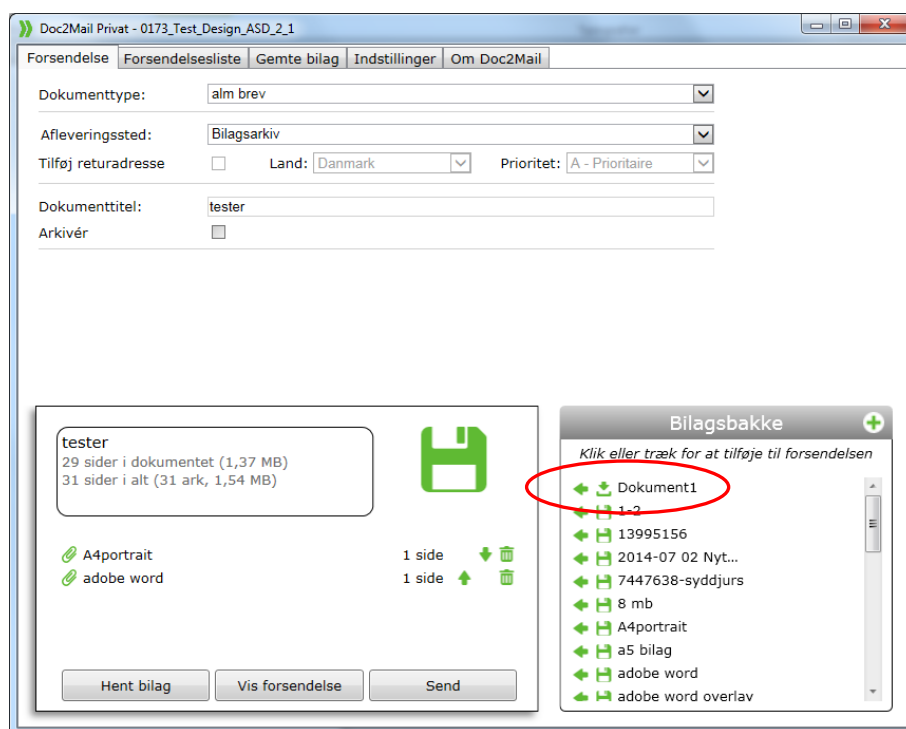 Doc2Mail Privat - 0173_Test_Design_ASD_2_1
Forsendelse Forsendelsesliste Gemte bilag Indstillinger Om Doc2Mail
Dokumenttype: alm brev
Afleveringssted: Bilagsarkiv
Tilføj returadresse Land: Danmark Prioritet: A - Prioritaire
Dokumenttitel: tester
Arkivér
tester
29 sider i dokumentet (1,37 MB)
31 sider i alt (31 ark, 1,54 MB)
A4portrait 1 side
adobe word 1 side
Hent bilag Vis forsendelse Send
Bilagsbakke
Klik eller træk for at tilføje til forsendelsen
Dokument1
1-2
13995156
2014-07 02 Nyt...
7447638-syddjurs
8 mb
A4portrait
a5 bilag
adobe word
adobe word overlay